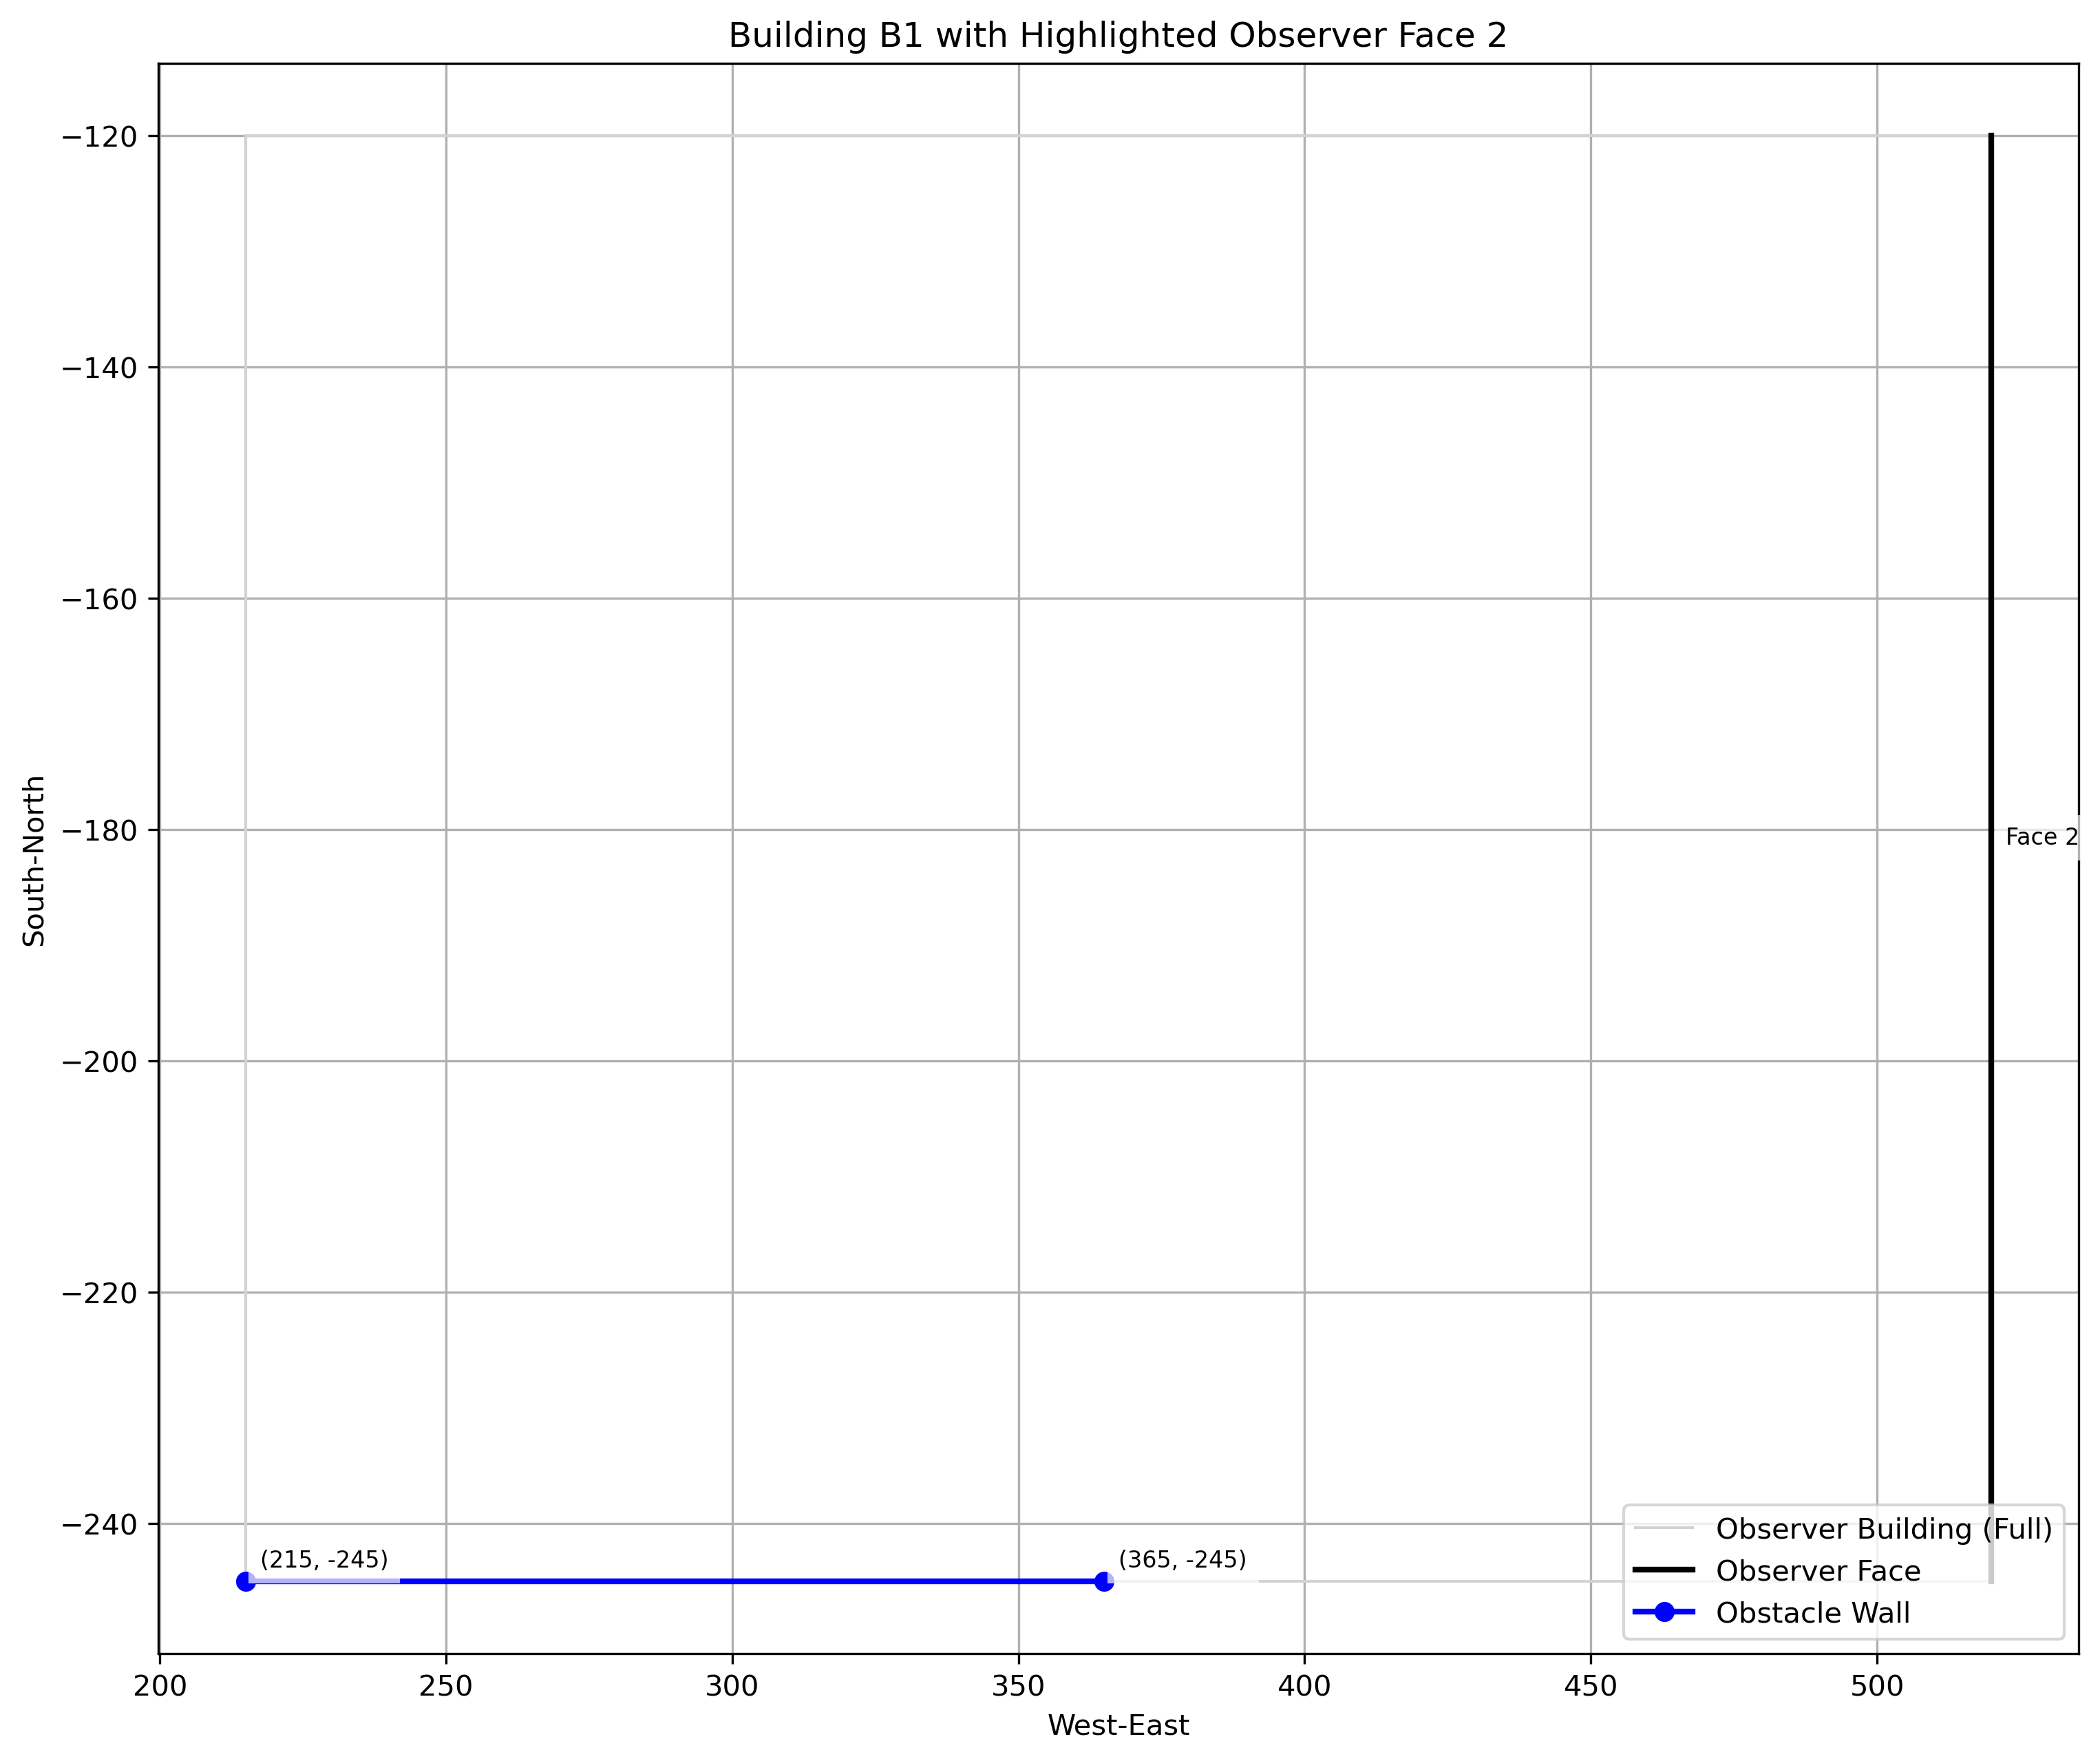 Building B1 with Highlighted Observer Face 2
−120
−140
−160
−180
−200
−220
−240
South-North
Face 2
(215, -245)
(365, -245)
Observer Building (Full)
Observer Face
Obstacle Wall
200
250
300
350
400
450
500
West-East